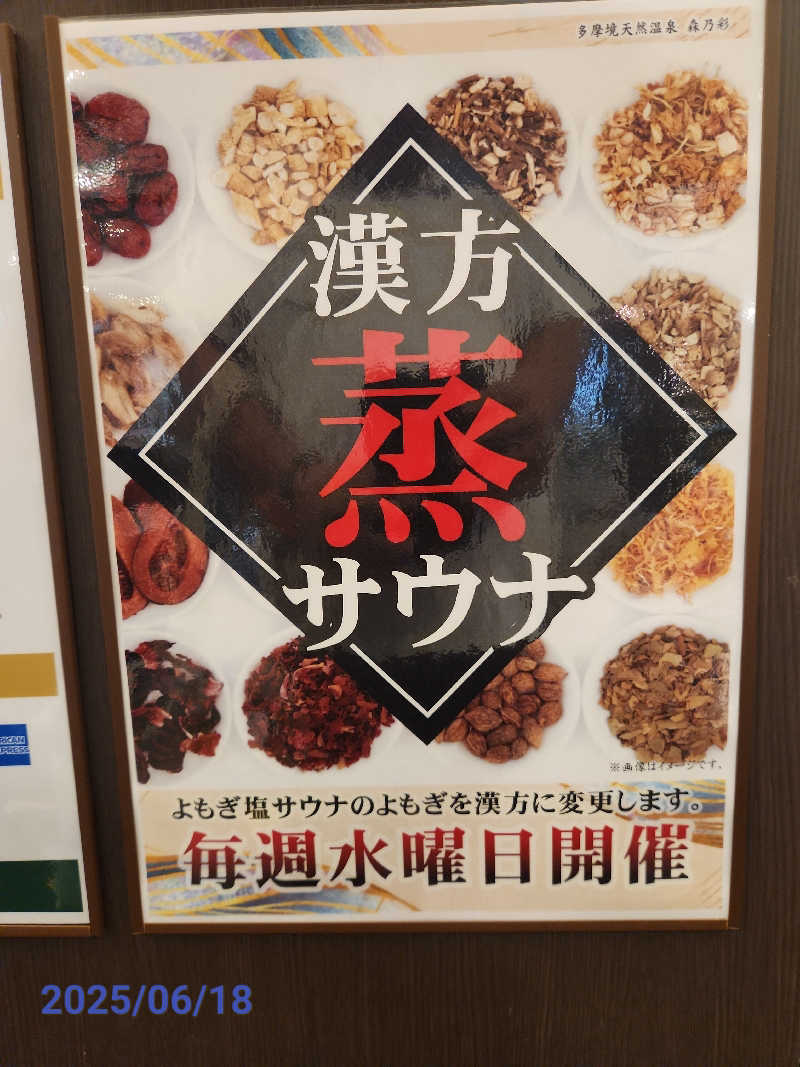 多摩境天然温泉 森乃彩
漢方
蒸
サウナ
※画像はイメージです。
よもぎ塩サウナのよもぎを漢方に変更します。
毎週水曜日開催
RICAN
PRESS
2025/06/18